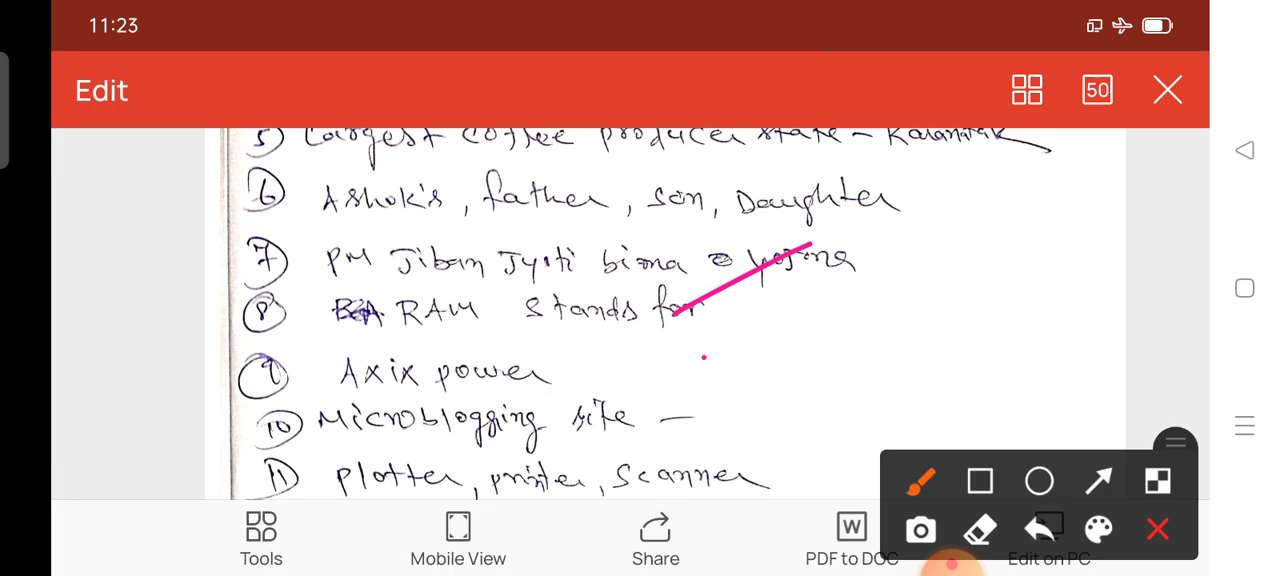 11:23
Edit
50
5) Largest coffee producer state - Karanatak
6 Ashok's, father, son, Daughter
7) PM Jiban Jyoti bima yojona
8 RAM stands for
9 Axix power
10 Microblogging site —
11) plotter, printer, scanner
Tools
Mobile View
Share
W
PDF to DOC
Edit on PC